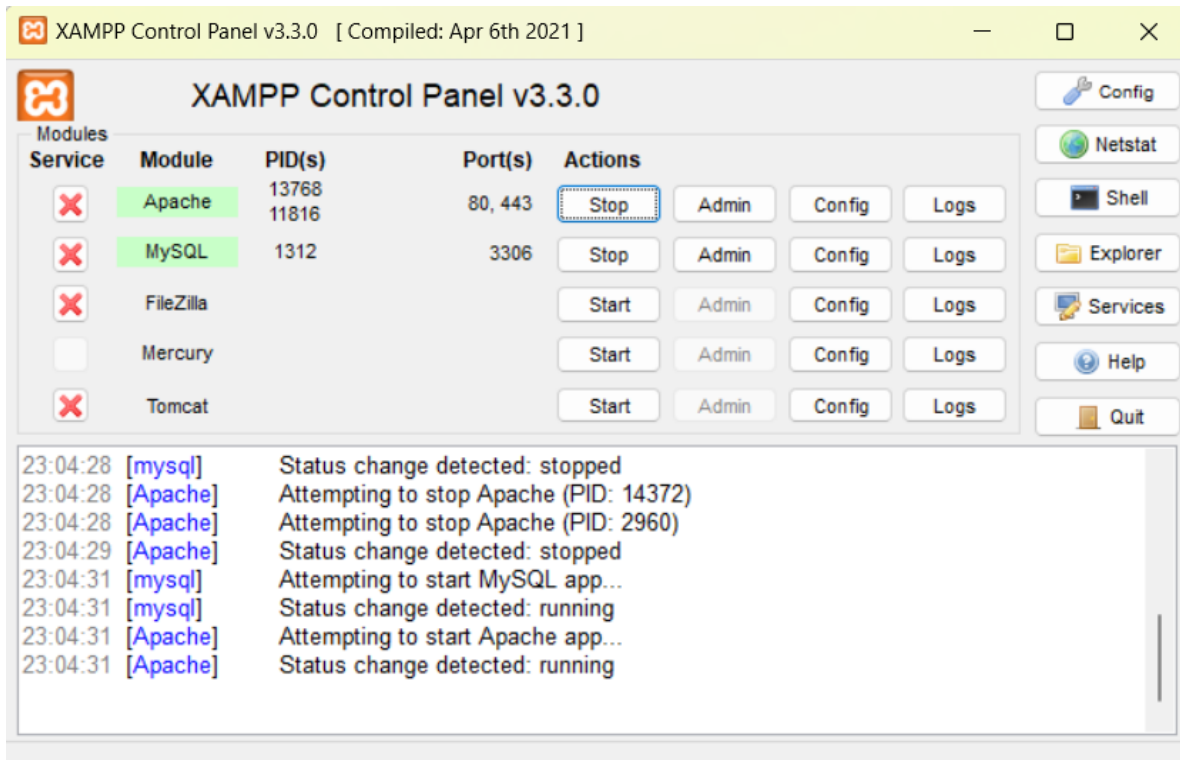 XAMPP Control Panel v3.3.0 [ Compiled: Apr 6th 2021 ]
XAMPP Control Panel v3.3.0
Config
Modules
Service Module PID(s) Port(s) Actions
Netstat
Apache 13768 11816 80, 443 Stop Admin Config Logs
Shell
MySQL 1312 3306 Stop Admin Config Logs
Explorer
FileZilla Start Admin Config Logs
Services
Mercury Start Admin Config Logs
Help
Tomcat Start Admin Config Logs
Quit
23:04:28 [mysql] Status change detected: stopped
23:04:28 [Apache] Attempting to stop Apache (PID: 14372)
23:04:28 [Apache] Attempting to stop Apache (PID: 2960)
23:04:29 [Apache] Status change detected: stopped
23:04:31 [mysql] Attempting to start MySQL app...
23:04:31 [mysql] Status change detected: running
23:04:31 [Apache] Attempting to start Apache app...
23:04:31 [Apache] Status change detected: running